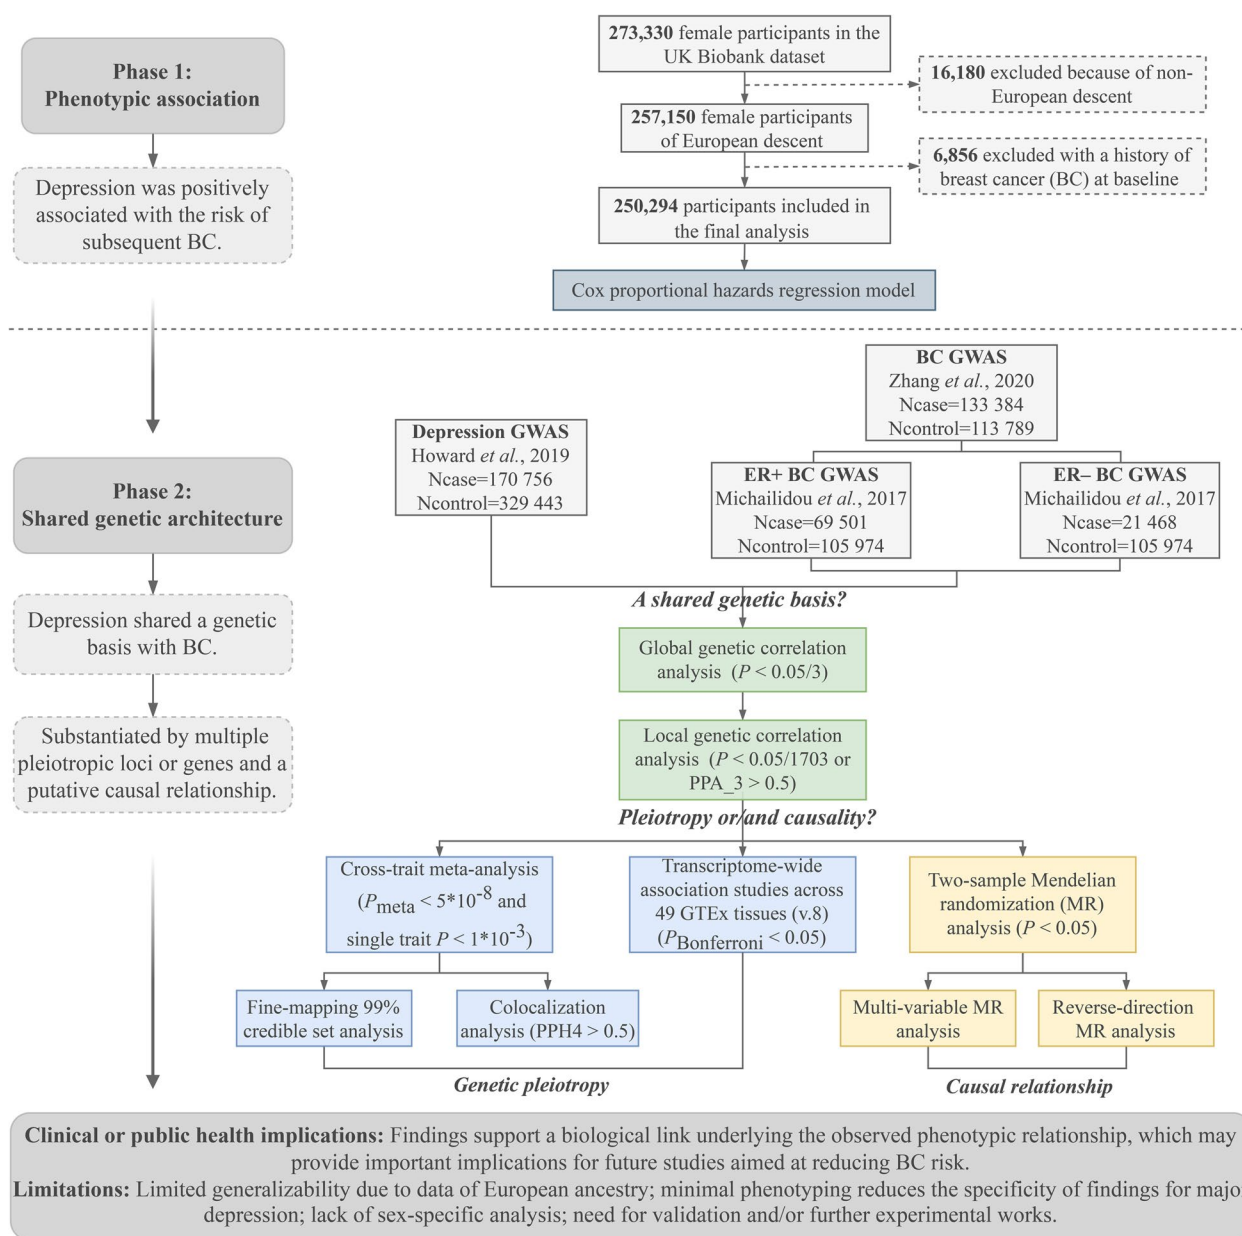 Phase 1:
Phenotypic association
Depression was positively
associated with the risk of
subsequent BC.
273,330 female participants in the
UK Biobank dataset
16,180 excluded because of non-
European descent
257,150 female participants
of European descent
6,856 excluded with a history of
breast cancer (BC) at baseline
250,294 participants included in
the final analysis
Cox proportional hazards regression model
Phase 2:
Shared genetic architecture
Depression shared a genetic
basis with BC.
Substantiated by multiple
pleiotropic loci or genes and a
putative causal relationship.
BC GWAS
Zhang et al., 2020
Ncase=133 384
Ncontrol=113 789
Depression GWAS
Howard et al., 2019
Ncase=170 756
Ncontrol=329 443
ER+ BC GWAS
Michailidou et al., 2017
Ncase=69 501
Ncontrol=105 974
ER– BC GWAS
Michailidou et al., 2017
Ncase=21 468
Ncontrol=105 974
A shared genetic basis?
Global genetic correlation
analysis (P < 0.05/3)
Local genetic correlation
analysis (P < 0.05/1703 or
PPA_3 > 0.5)
Pleiotropy or/and causality?
Cross-trait meta-analysis
(Pmeta < 5*10-8 and
single trait P < 1*10-3)
Transcriptome-wide
association studies across
49 GTEx tissues (v.8)
(PBonferroni < 0.05)
Two-sample Mendelian
randomization (MR)
analysis (P < 0.05)
Fine-mapping 99%
credible set analysis
Colocalization
analysis (PPH4 > 0.5)
Multi-variable MR
analysis
Reverse-direction
MR analysis
Genetic pleiotropy
Causal relationship
Clinical or public health implications: Findings support a biological link underlying the observed phenotypic relationship, which may
provide important implications for future studies aimed at reducing BC risk.
Limitations: Limited generalizability due to data of European ancestry; minimal phenotyping reduces the specificity of findings for major
depression; lack of sex-specific analysis; need for validation and/or further experimental works.